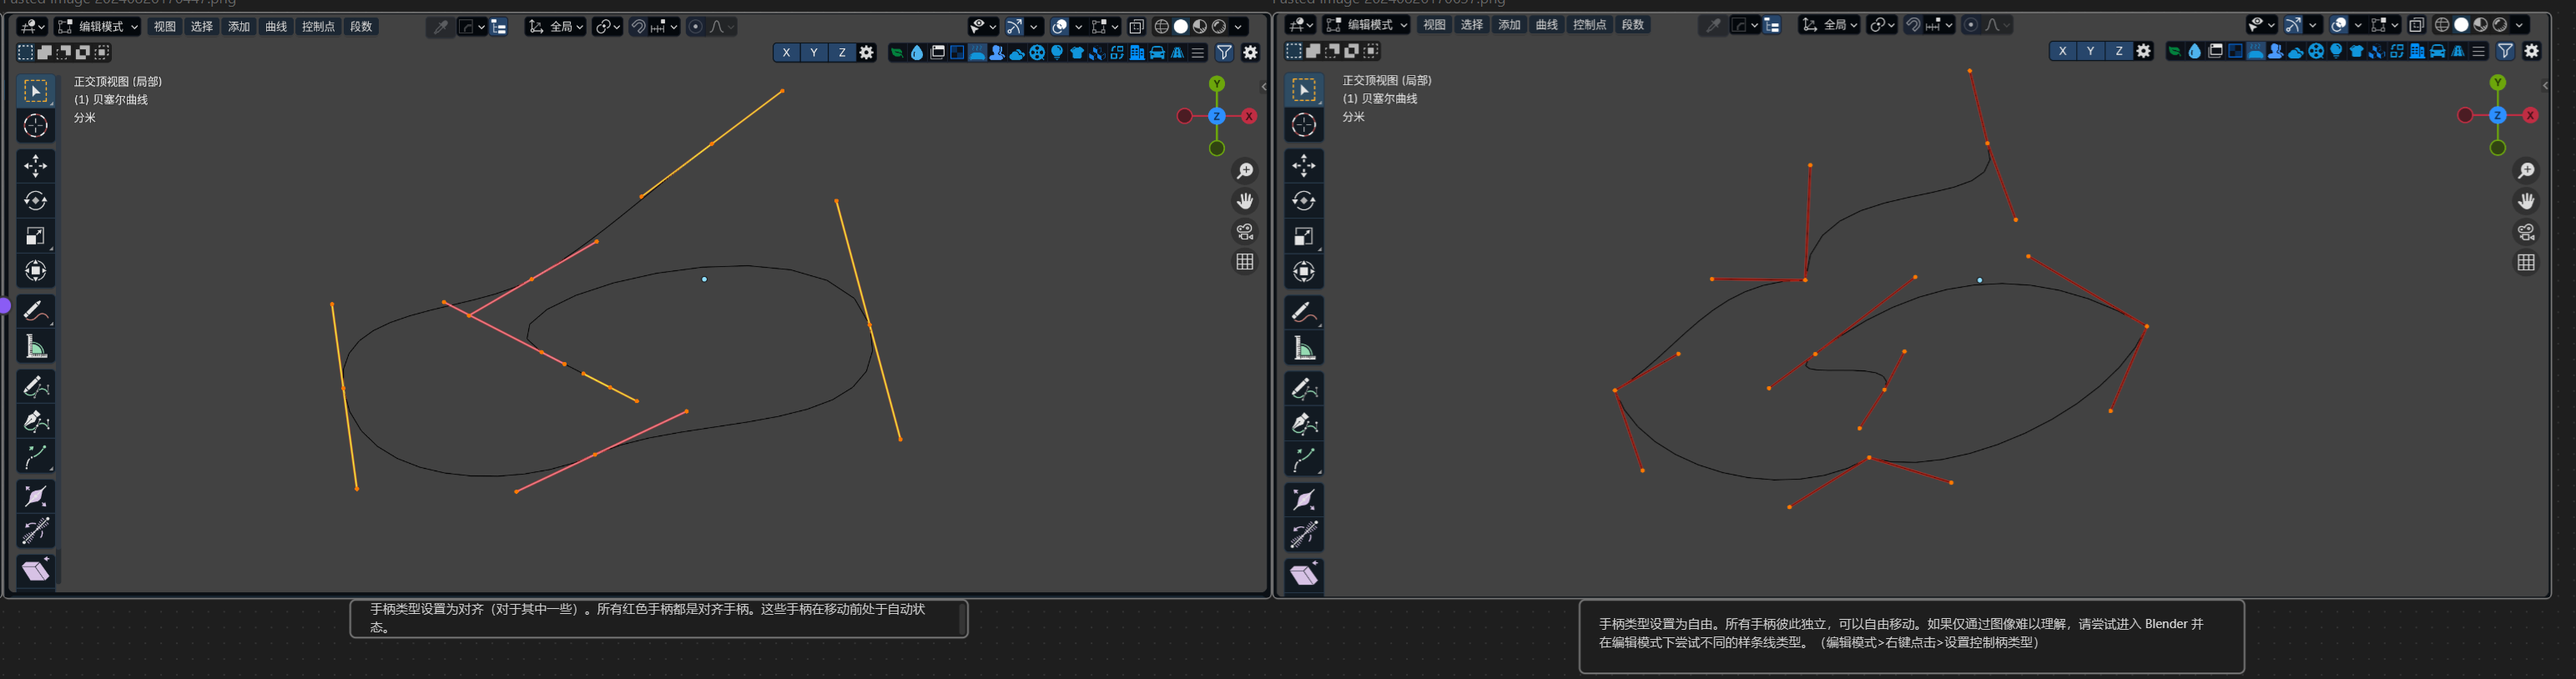 Pasted image 20240820170447.png
编辑模式 视图 选择 添加 曲线 控制点 段数 全局
X Y Z
正交顶视图 (局部)
(1) 贝塞尔曲线
分米
Y
Z X
手柄类型设置为对齐（对于其中一些）。所有红色手柄都是对齐手柄。这些手柄在移动前处于自动状
态。
编辑模式 视图 选择 添加 曲线 控制点 段数 全局
X Y Z
正交顶视图 (局部)
(1) 贝塞尔曲线
分米
Y
Z X
手柄类型设置为自由。所有手柄彼此独立，可以自由移动。如果仅通过图像难以理解，请尝试进入 Blender 并
在编辑模式下尝试不同的样条线类型。（编辑模式>右键点击>设置控制柄类型）